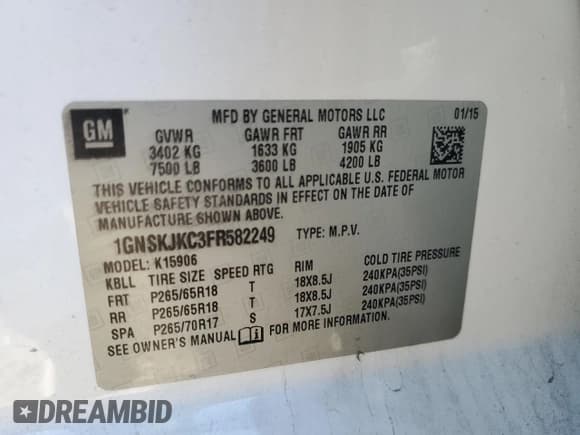 GM
MFD BY GENERAL MOTORS LLC 01/15
GVWR GAWR FRT GAWR RR
3402 KG 1633 KG 1905 KG
7500 LB 3600 LB 4200 LB
THIS VEHICLE CONFORMS TO ALL APPLICABLE U.S. FEDERAL MOTOR
VEHICLE SAFETY STANDARDS IN EFFECT ON THE DATE OF
MANUFACTURE SHOWN ABOVE.
1GNSKJKC3FR582249 TYPE: M.P.V.
MODEL: K15906
KBLL TIRE SIZE SPEED RTG RIM COLD TIRE PRESSURE
FRT P265/65R18 T 18X8.5J 240KPA(35PSI)
RR P265/65R18 T 18X8.5J 240KPA(35PSI)
SPA P265/70R17 S 17X7.5J 240KPA(35PSI)
SEE OWNER'S MANUAL FOR MORE INFORMATION.
DREAMBID